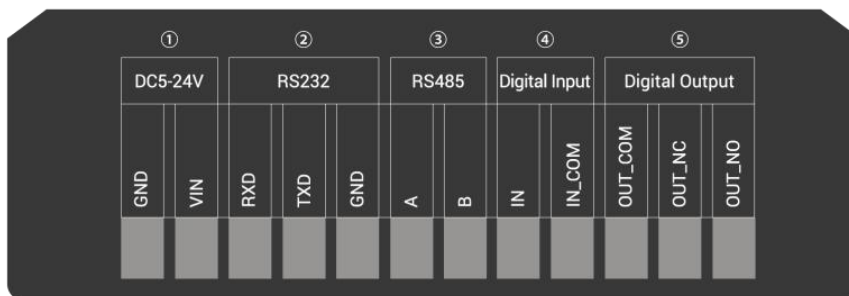 ① ② ③ ④ ⑤
DC5-24V RS232 RS485 Digital Input Digital Output
GND VIN RXD TXD GND A B IN IN_COM OUT_COM OUT_NC OUT_NO